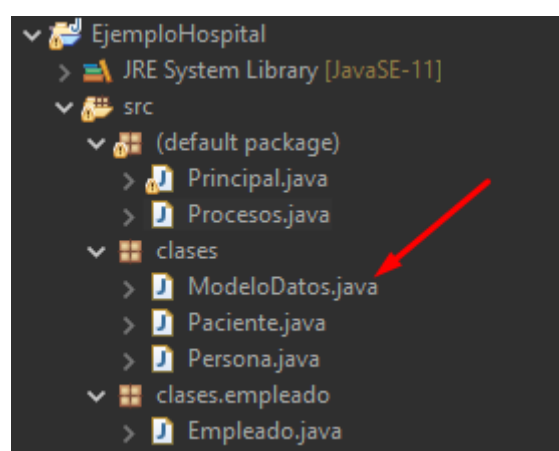 EjemploHospital
JRE System Library [JavaSE-11]
src
(default package)
Principal.java
Procesos.java
clases
ModeloDatos.java
Paciente.java
Persona.java
clases.empleado
Empleado.java